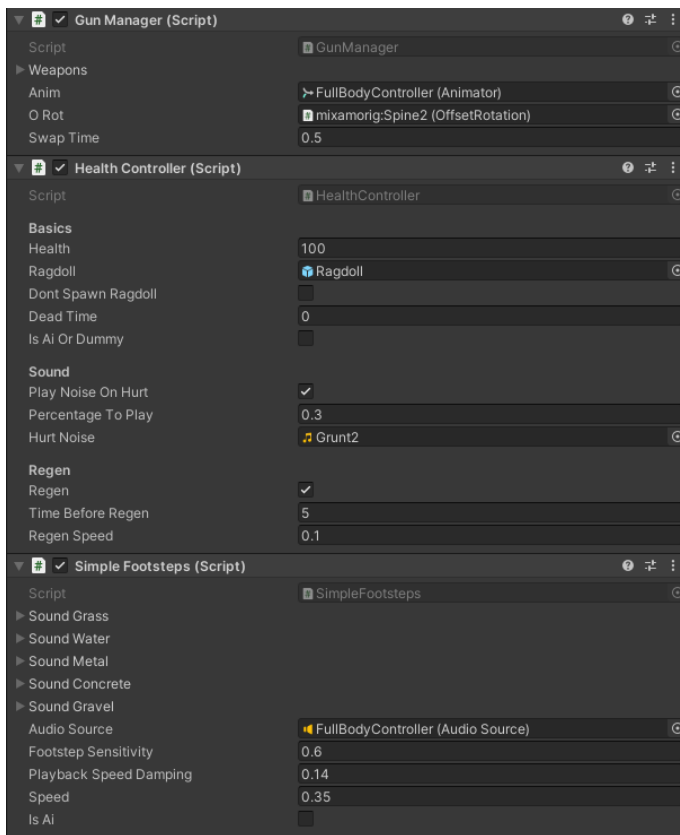 Gun Manager (Script)
Script GunManager
Weapons
Anim FullBodyController (Animator)
O Rot mixamorig:Spine2 (OffsetRotation)
Swap Time 0.5
Health Controller (Script)
Script HealthController
Basics
Health 100
Ragdoll Ragdoll
Dont Spawn Ragdoll
Dead Time 0
Is Ai Or Dummy
Sound
Play Noise On Hurt
Percentage To Play 0.3
Hurt Noise Grunt2
Regen
Regen
Time Before Regen 5
Regen Speed 0.1
Simple Footsteps (Script)
Script SimpleFootsteps
Sound Grass
Sound Water
Sound Metal
Sound Concrete
Sound Gravel
Audio Source FullBodyController (Audio Source)
Footstep Sensitivity 0.6
Playback Speed Damping 0.14
Speed 0.35
Is Ai